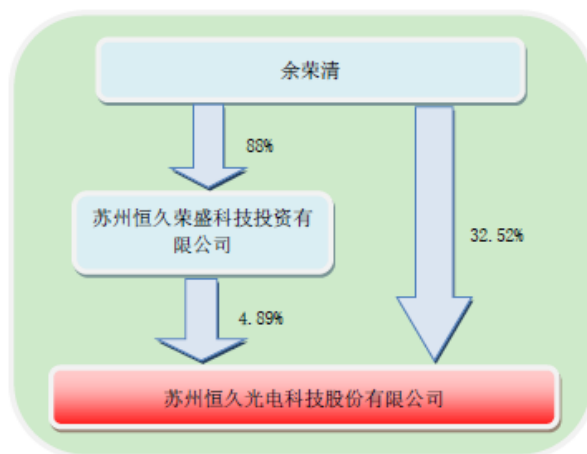 余荣清
88%
苏州恒久荣盛科技投资有
限公司
32.52%
4.89%
苏州恒久光电科技股份有限公司